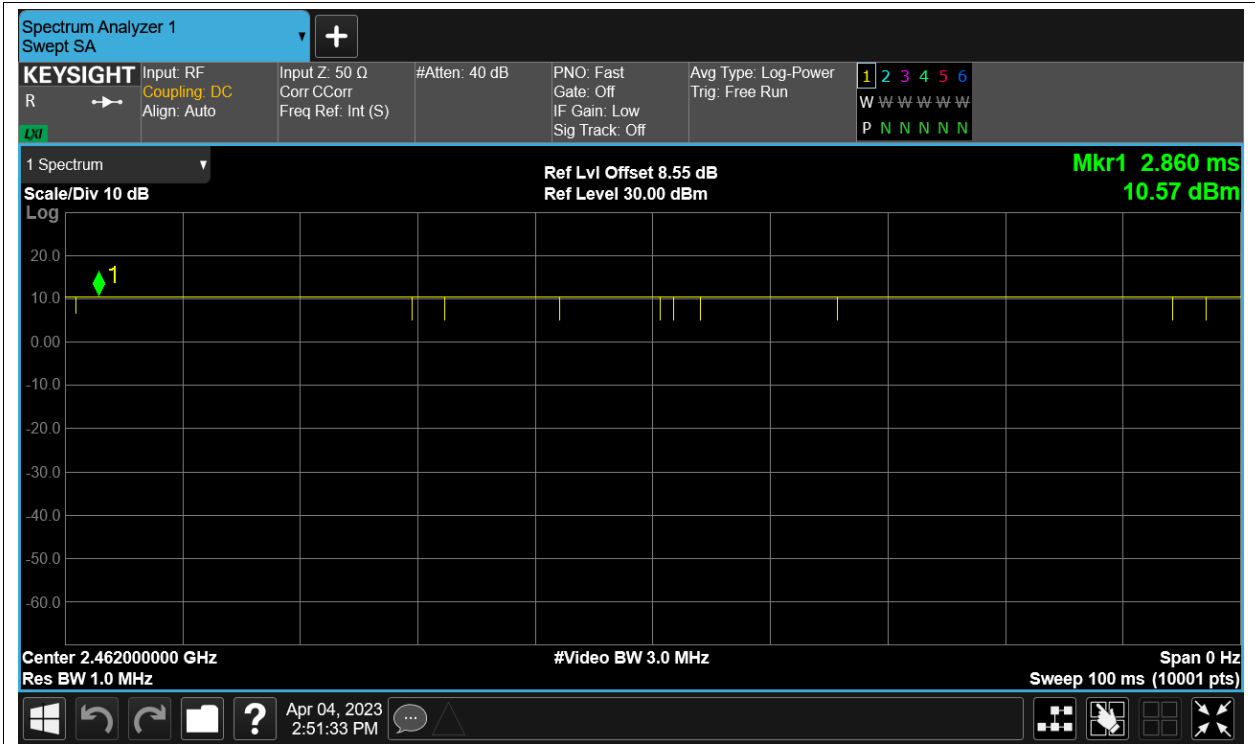 Spectrum Analyzer 1
Swept SA
+
KEYSIGHT
R
LXI
Input: RF
Coupling: DC
Align: Auto
Input Z: 50 Ω
Corr CCorr
Freq Ref: Int (S)
#Atten: 40 dB
PNO: Fast
Gate: Off
IF Gain: Low
Sig Track: Off
Avg Type: Log-Power
Trig: Free Run
1 2 3 4 5 6
W W W W W W
P N N N N N
1 Spectrum
Scale/Div 10 dB
Ref Lvl Offset 8.55 dB
Ref Level 30.00 dBm
Mkr1 2.860 ms
10.57 dBm
Log
20.0
1
10.0
0.00
-10.0
-20.0
-30.0
-40.0
-50.0
-60.0
Center 2.462000000 GHz
#Video BW 3.0 MHz
Span 0 Hz
Res BW 1.0 MHz
Sweep 100 ms (10001 pts)
?
Apr 04, 2023
2:51:33 PM